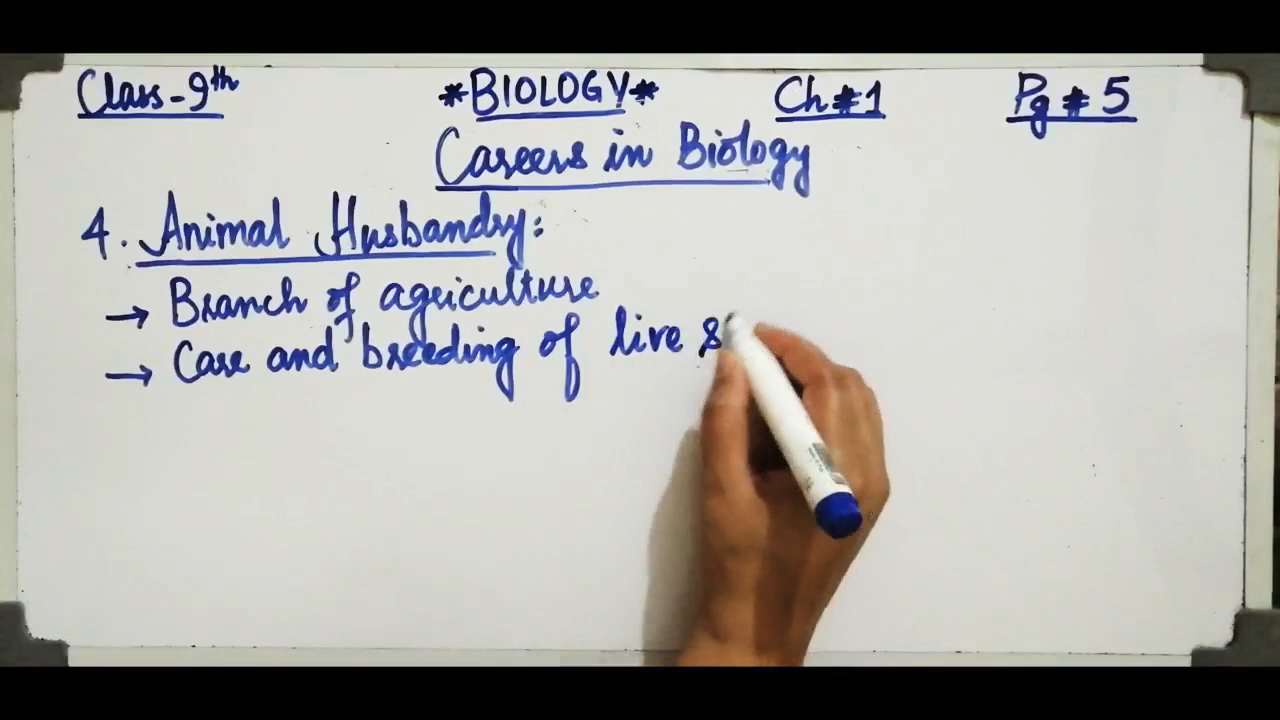 Class-9th *BIOLOGY* Ch #1 Pg # 5
Careers in Biology
4. Animal Husbandry:
→ Branch of agriculture
→ Care and breeding of live s